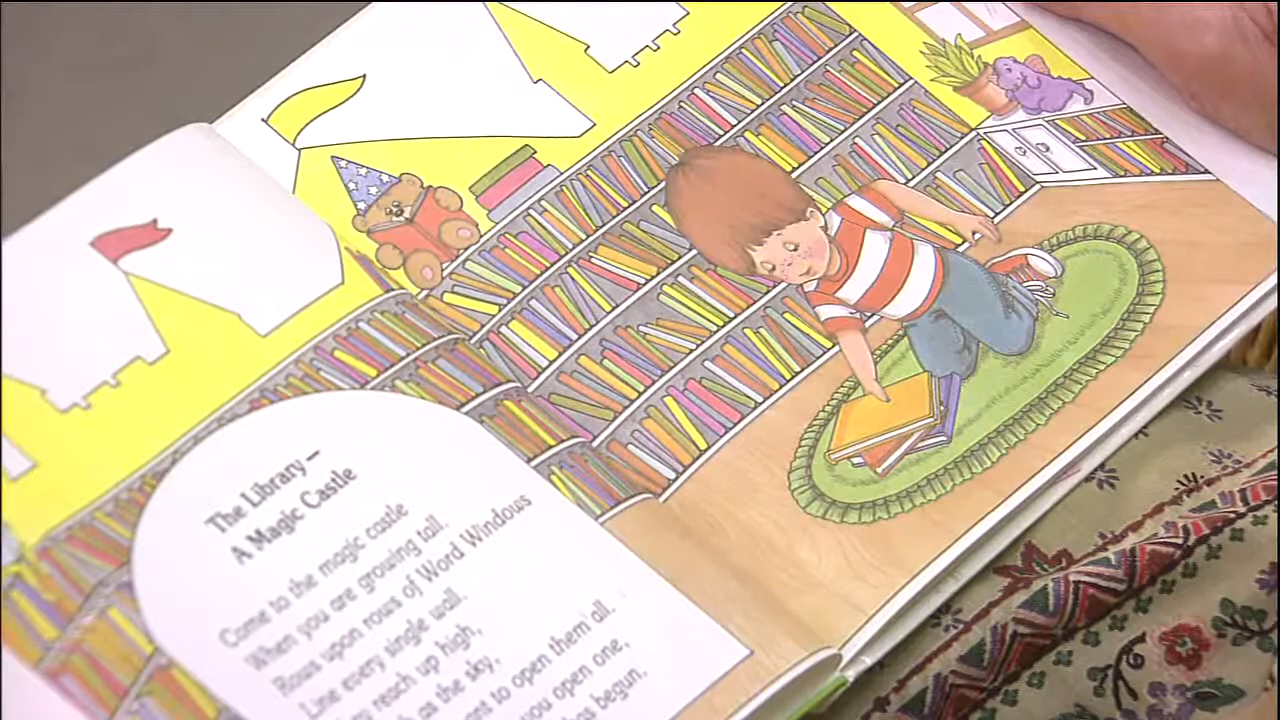 The Library –
A Magic Castle
Come to the magic castle
When you are growing tall.
Rows upon rows of Word Windows
Line every single wall.
reach up high,
as the sky,
to open them all.
you open one,
has begun.